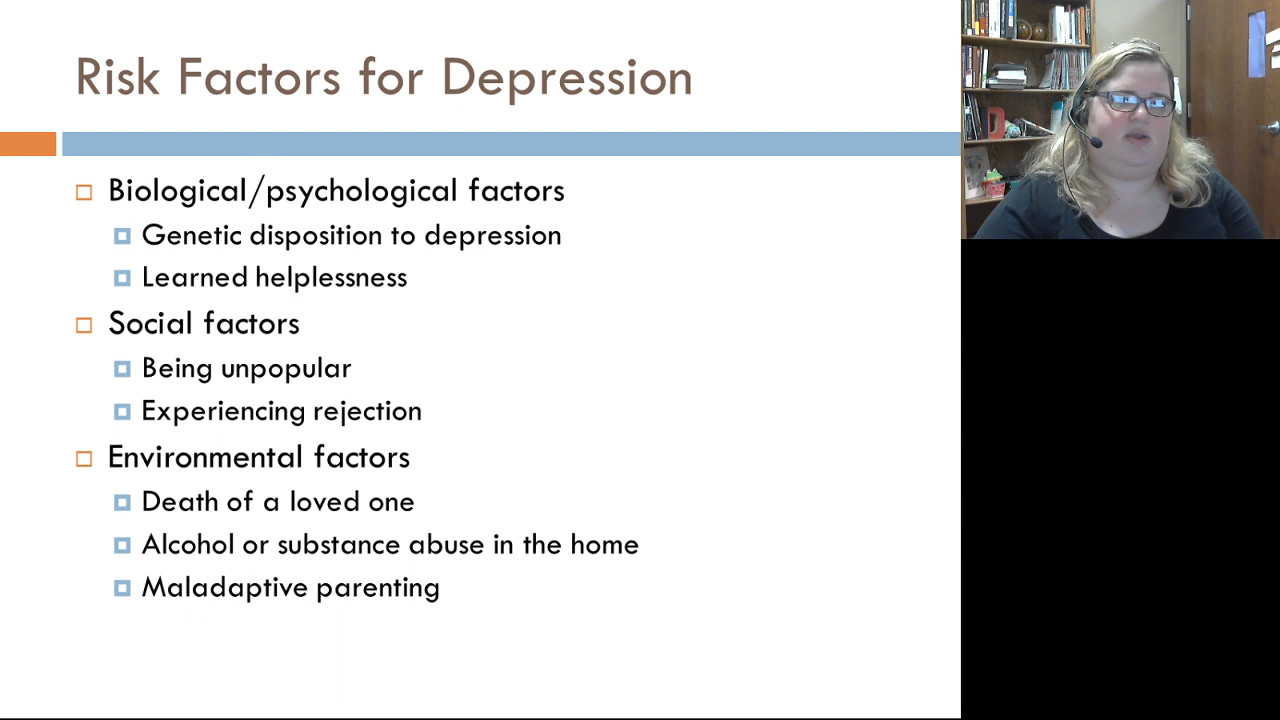 Risk Factors for Depression
Biological/psychological factors
Genetic disposition to depression
Learned helplessness
Social factors
Being unpopular
Experiencing rejection
Environmental factors
Death of a loved one
Alcohol or substance abuse in the home
Maladaptive parenting